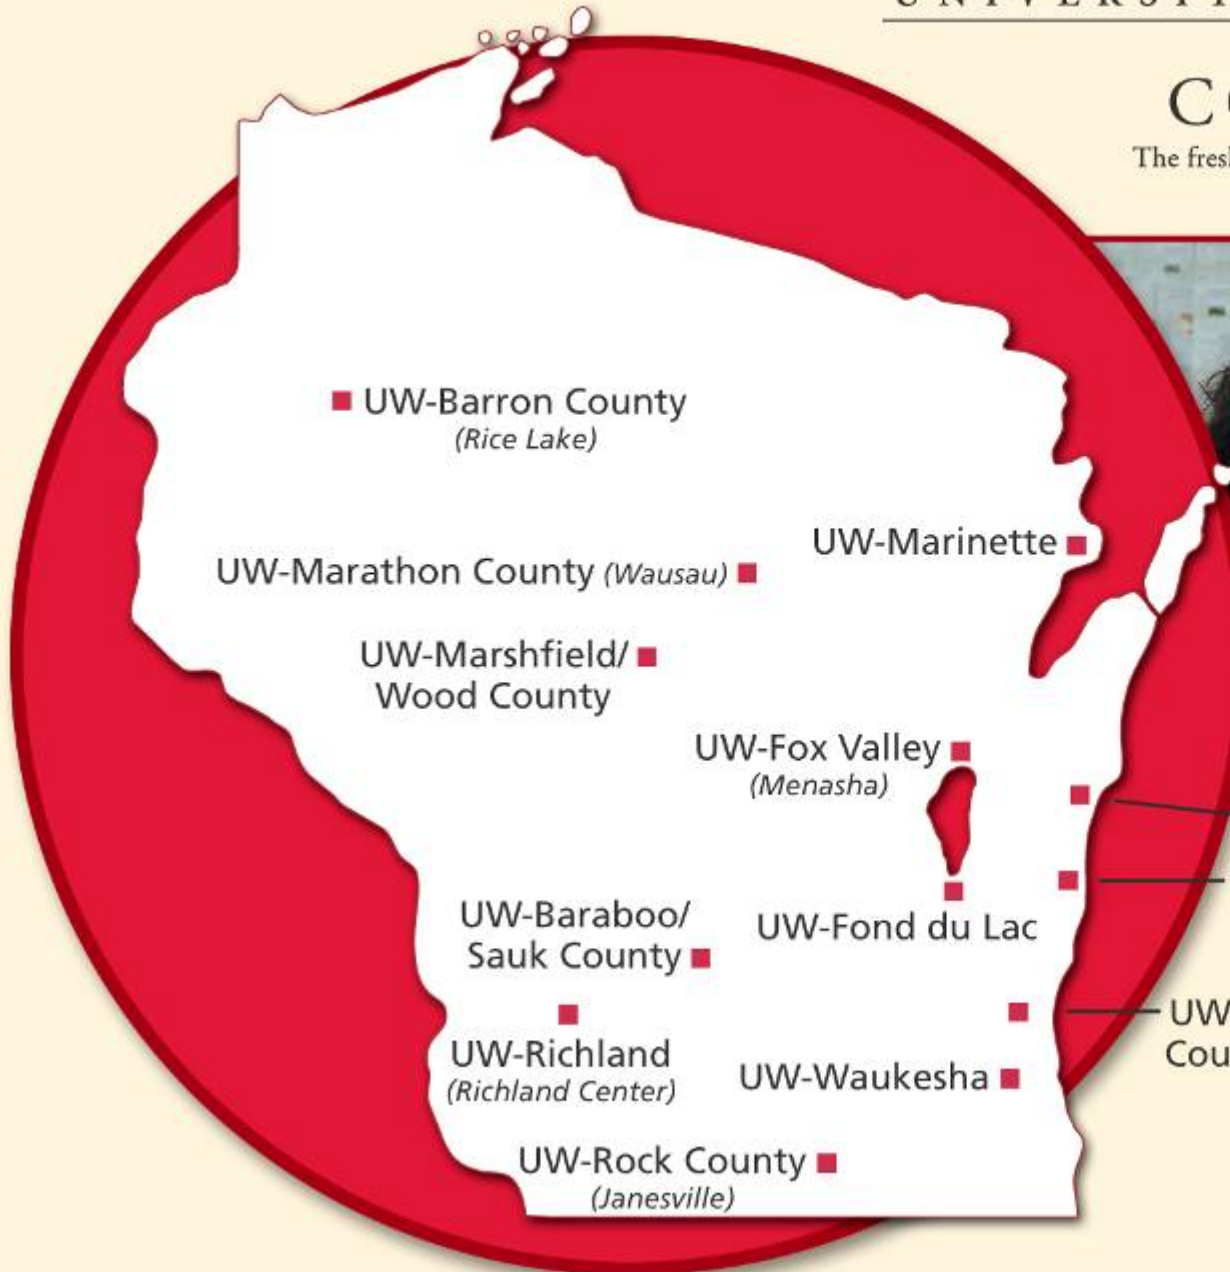 UW-Barron County
(Rice Lake)
UW-Marinette
UW-Marathon County (Wausau)
UW-Marshfield/
Wood County
UW-Fox Valley
(Menasha)
UW-Baraboo/
Sauk County
UW-Fond du Lac
UW-Richland
(Richland Center)
UW-Waukesha
UW-Rock County
(Janesville)
The
UW